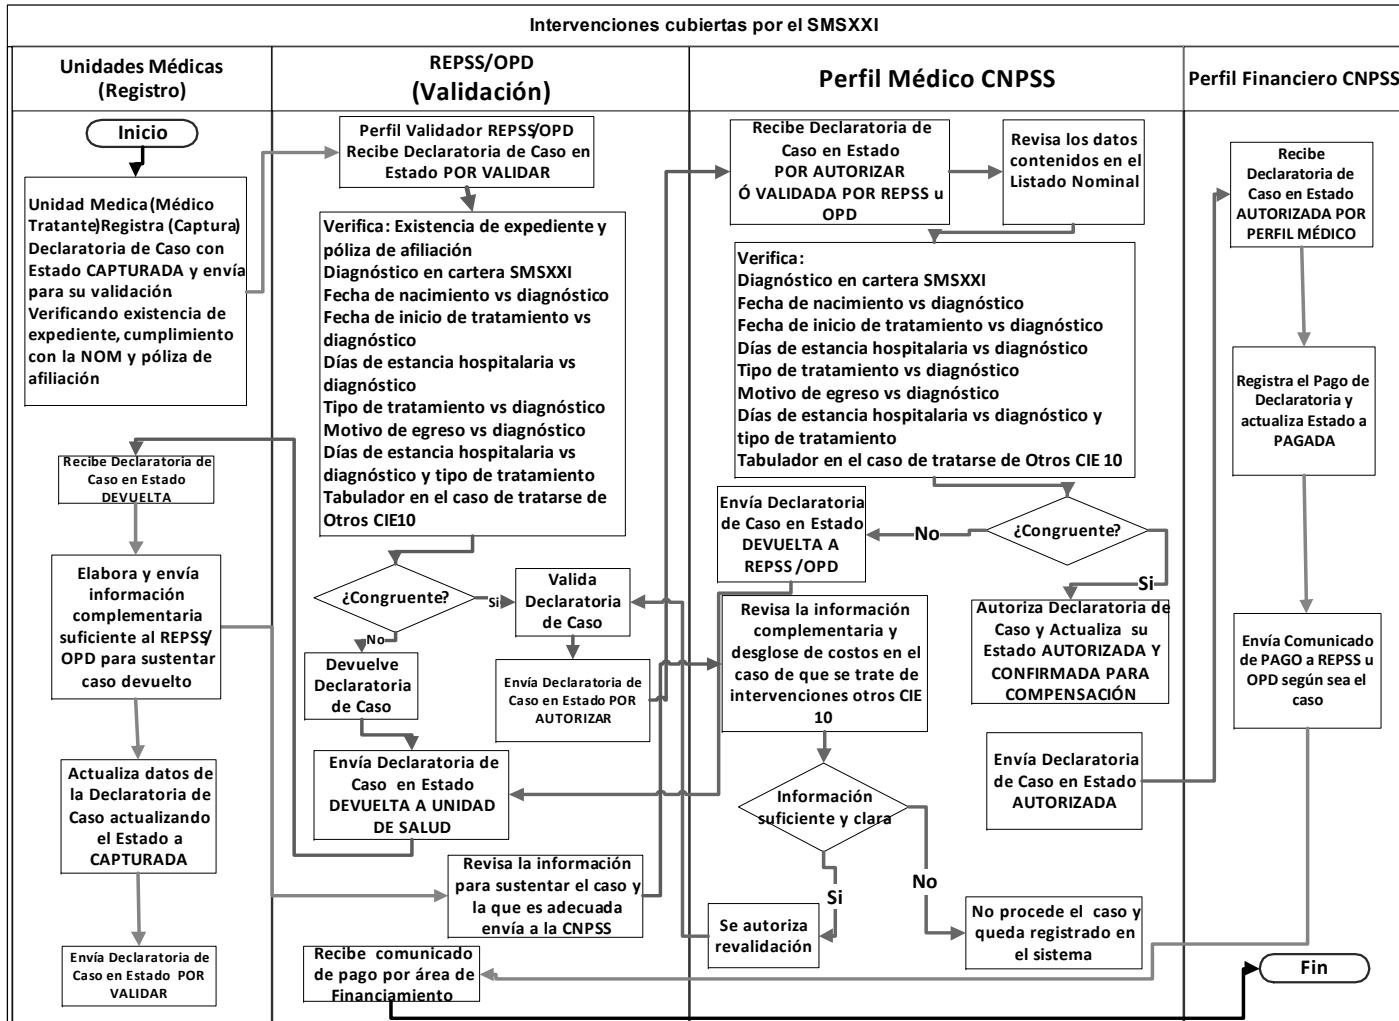 Intervenciones cubiertas por el SMSXXI
Unidades Médicas
(Registro)
REPSS/OPD
(Validación)
Perfil Médico CNPSS
Perfil Financiero CNPSS
Inicio
Unidad Medica (Médico
Tratante)Registra (Captura)
Declaratoria de Caso con
Estado CAPTURADA y envía
para su validación
Verificando existencia de
expediente, cumplimiento
con la NOM y póliza de
afiliación
Recibe Declaratoria de
Caso en Estado
DEVUELTA
Elabora y envía
información
complementaria
suficiente al REPSS/
OPD para sustentar
caso devuelto
Actualiza datos de
la Declaratoria de
Caso actualizando
el Estado a
CAPTURADA
Envía Declaratoria de
Caso en Estado POR
VALIDAR
Perfil Validador REPSS/OPD
Recibe Declaratoria de Caso en
Estado POR VALIDAR
Verifica: Existencia de expediente y
póliza de afiliación
Diagnóstico en cartera SMSXXI
Fecha de nacimiento vs diagnóstico
Fecha de inicio de tratamiento vs
diagnóstico
Días de estancia hospitalaria vs
diagnóstico
Tipo de tratamiento vs diagnóstico
Motivo de egreso vs diagnóstico
Días de estancia hospitalaria vs
diagnóstico y tipo de tratamiento
Tabulador en el caso de tratarse de
Otros CIE10
¿Congruente?
Si
No
Valida
Declaratoria
de Caso
Devuelve
Declaratoria
de Caso
Envía Declaratoria de
Caso en Estado POR
AUTORIZAR
Envía Declaratoria de
Caso en Estado
DEVUELTA A UNIDAD
DE SALUD
Revisa la información
para sustentar el caso y
la que es adecuada
envía a la CNPSS
Recibe comunicado
de pago por área de
Financiamiento
Recibe Declaratoria de
Caso en Estado
POR AUTORIZAR
Ó VALIDADA POR REPSS u
OPD
Revisa los datos
contenidos en el
Listado Nominal
Verifica:
Diagnóstico en cartera SMSXXI
Fecha de nacimiento vs diagnóstico
Fecha de inicio de tratamiento vs diagnóstico
Días de estancia hospitalaria vs diagnóstico
Tipo de tratamiento vs diagnóstico
Motivo de egreso vs diagnóstico
Días de estancia hospitalaria vs diagnóstico y
tipo de tratamiento
Tabulador en el caso de tratarse de Otros CIE 10
Envía Declaratoria
de Caso en Estado
DEVUELTA A
REPSS /OPD
No
¿Congruente?
Si
Revisa la información
complementaria y
desglose de costos en el
caso de que se trate de
intervenciones otros CIE
10
Autoriza Declaratoria de
Caso y Actualiza su
Estado AUTORIZADA Y
CONFIRMADA PARA
COMPENSACIÓN
Información
suficiente y clara
Envía Declaratoria
de Caso en Estado
AUTORIZADA
Si
No
Se autoriza
revalidación
No procede el caso y
queda registrado en
el sistema
Recibe
Declaratoria de
Caso en Estado
AUTORIZADA POR
PERFIL MÉDICO
Registra el Pago de
Declaratoria y
actualiza Estado a
PAGADA
Envía Comunicado
de PAGO a REPSS u
OPD según sea el
caso
Fin